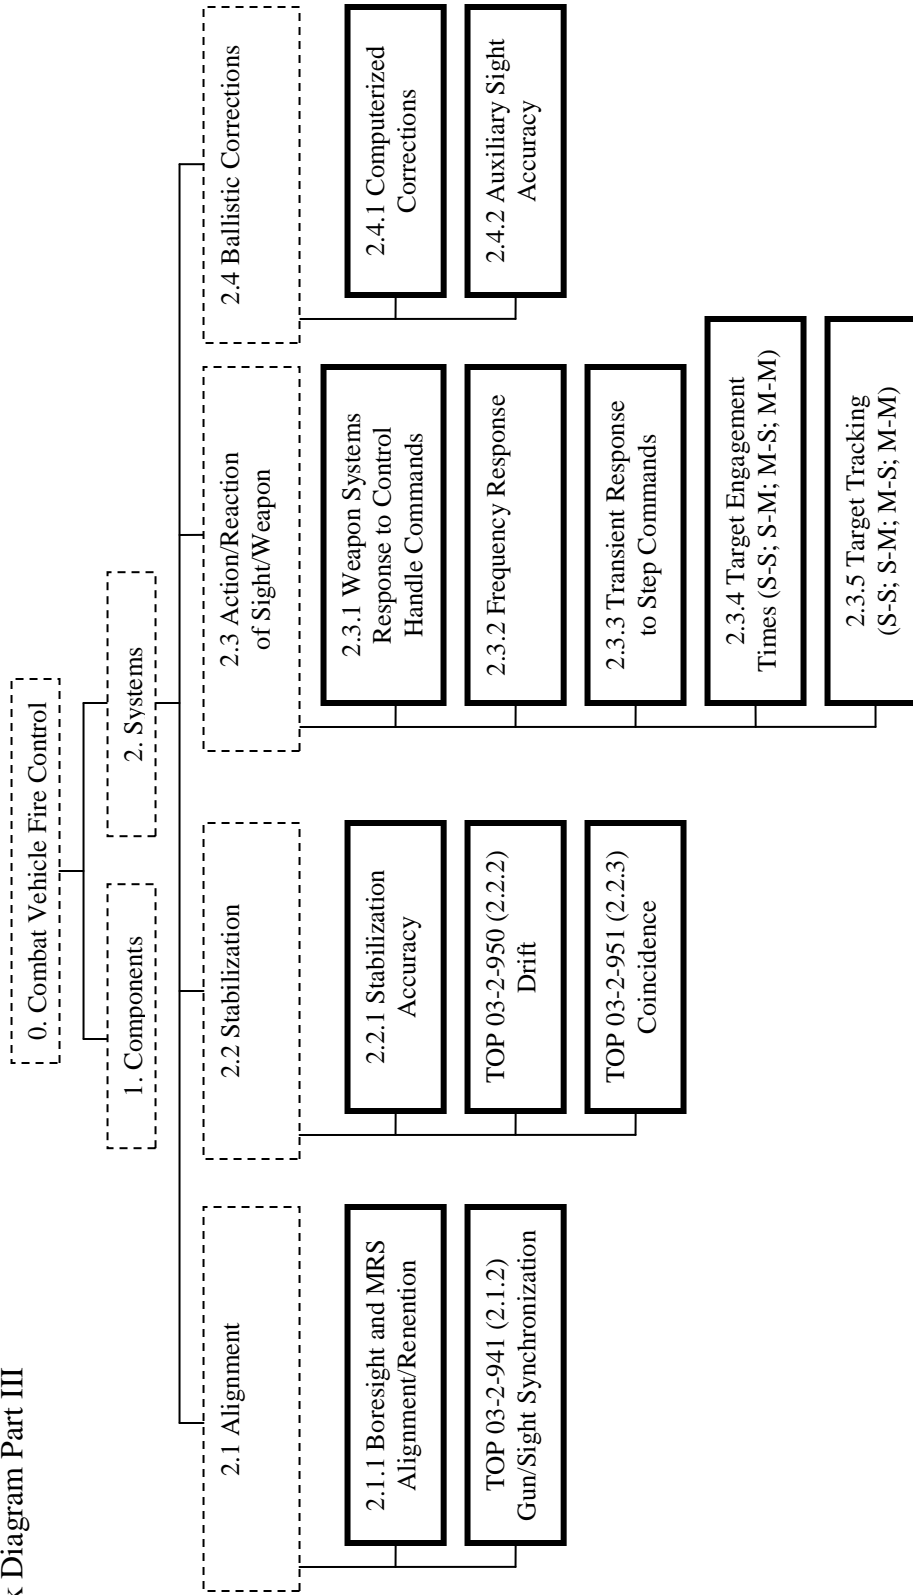 Diagram Part III
0. Combat Vehicle Fire Control
1. Components
2. Systems
2.1 Alignment
2.1.1 Boresight and MRS
Alignment/Renention
TOP 03-2-941 (2.1.2)
Gun/Sight Synchronization
2.2 Stabilization
2.2.1 Stabilization
Accuracy
TOP 03-2-950 (2.2.2)
Drift
TOP 03-2-951 (2.2.3)
Coincidence
2.3 Action/Reaction
of Sight/Weapon
2.3.1 Weapon Systems
Response to Control
Handle Commands
2.3.2 Frequency Response
2.3.3 Transient Response
to Step Commands
2.3.4 Target Engagement
Times (S-S; S-M; M-S; M-M)
2.3.5 Target Tracking
(S-S; S-M; M-S; M-M)
2.4 Ballistic Corrections
2.4.1 Computerized
Corrections
2.4.2 Auxiliary Sight
Accuracy